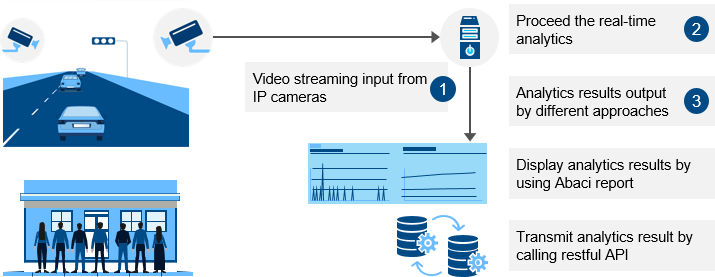 Proceed the real-time
analytics
2
Video streaming input from
IP cameras
1
Analytics results output
by different approaches
3
Display analytics results by
using Abaci report
Transmit analytics result by
calling restful API